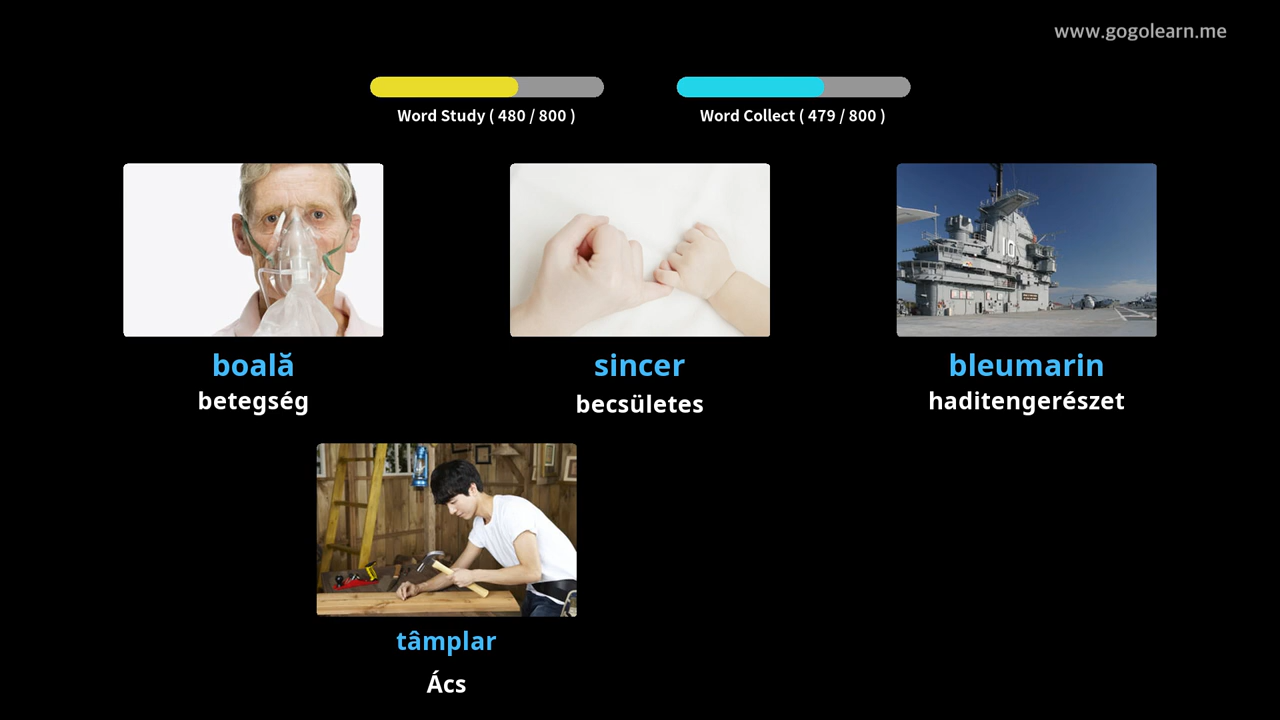 www.gogolearn.me
Word Study ( 480 / 800 )
Word Collect ( 479 / 800 )
10
boală
betegség
sincer
becsületes
bleumarin
haditengerészet
tâmplar
Ács